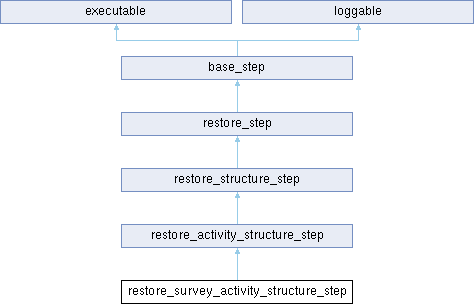 executable
loggable
base_step
restore_step
restore_structure_step
restore_activity_structure_step
restore_survey_activity_structure_step